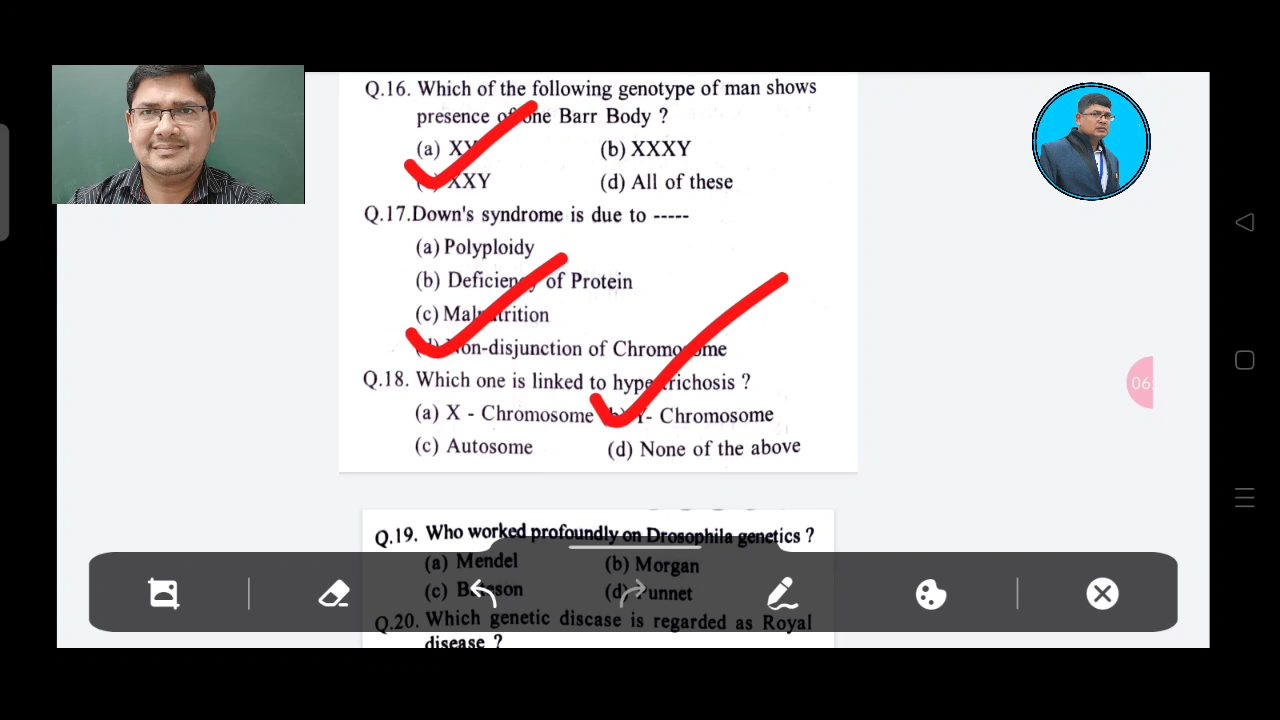 Q.16. Which of the following genotype of man shows
presence of one Barr Body ?
(a) XY (b) XXXY
XXY (d) All of these
Q.17.Down's syndrome is due to -----
(a) Polyploidy
(b) Deficiency of Protein
(c) Malnutrition
(d) Non-disjunction of Chromosome
Q.18. Which one is linked to hypertrichosis ?
(a) X - Chromosome (b) Y- Chromosome
(c) Autosome (d) None of the above
Q.19. Who worked profoundly on Drosophila genetics ?
(a) Mendel (b) Morgan
(c) Bateson (d) Punnet
Q.20. Which genetic disease is regarded as Royal
disease ?
06